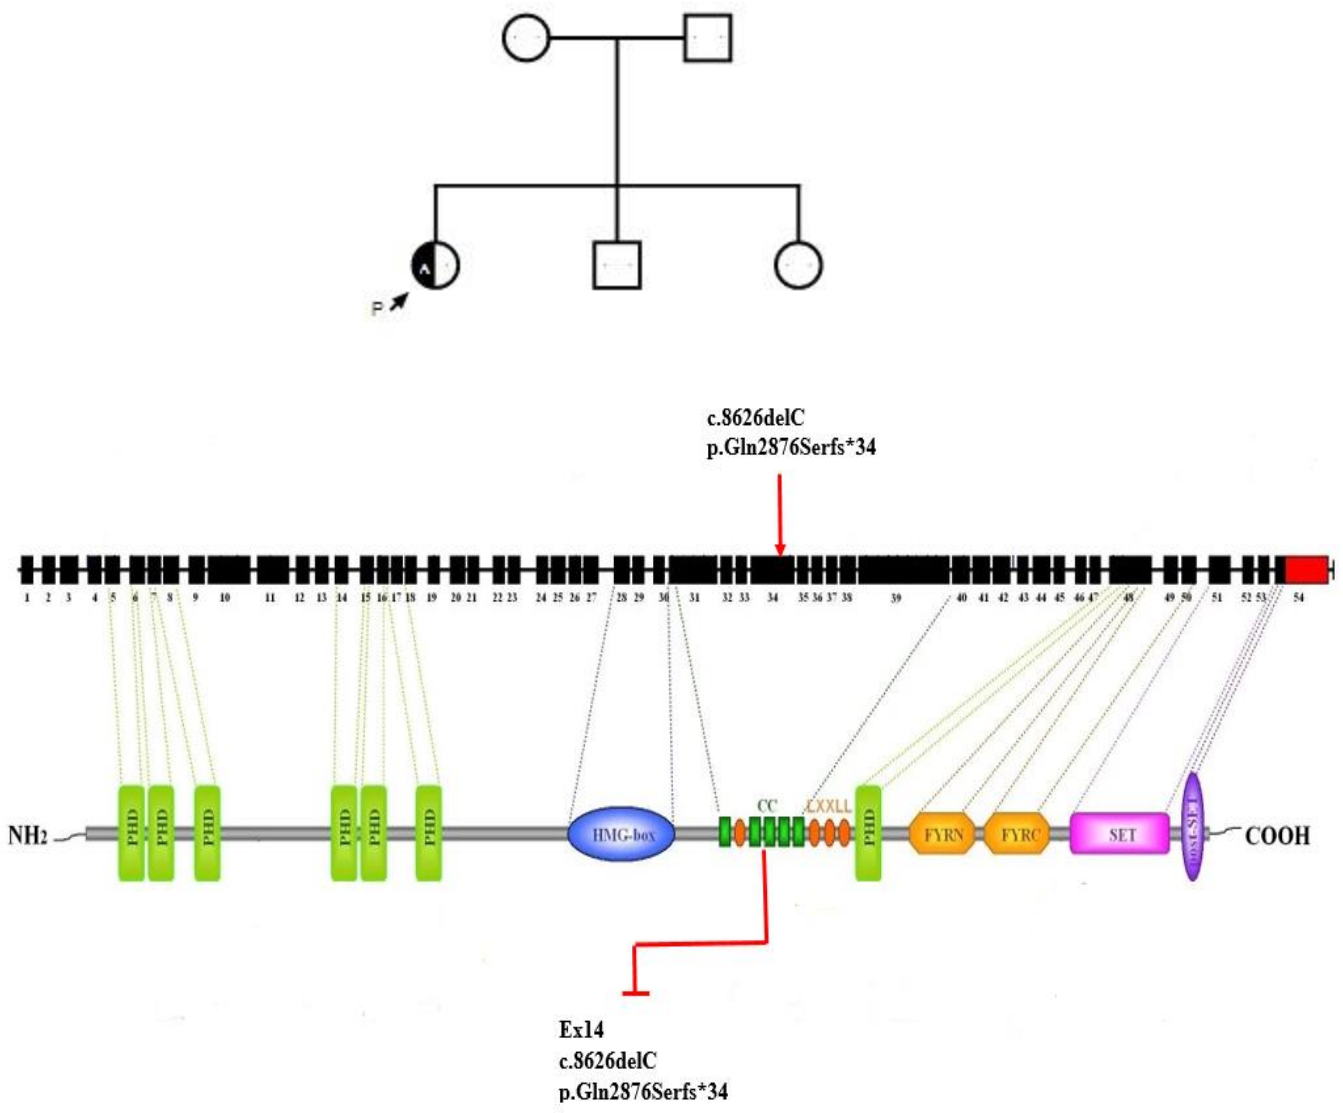 A
P
c.8626delC
p.Gln2876Serfs*34
1 2 3 4 5 6 7 8 9 10 11 12 13 14 15 16 17 18 19 20 21 22 23 24 25 26 27 28 29 30 31 32 33 34 35 36 37 38 39 40 41 42 43 44 45 46 47 48 49 50 51 52 53 54
CC LXXLL
NH2 PHD PHD PHD PHD PHD PHD HMG-box PHD FYRN FYRC SET post-SET COOH
Ex14
c.8626delC
p.Gln2876Serfs*34